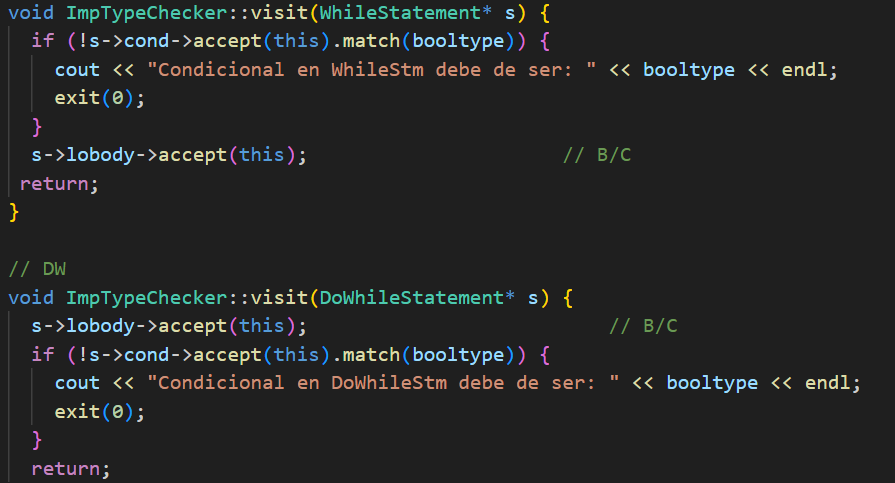 void ImpTypeChecker::visit(WhileStatement* s) {
  if (!s->cond->accept(this).match(booltype)) {
    cout << "Condicional en WhileStm debe de ser: " << booltype << endl;
    exit(0);
  }
  s->lobody->accept(this);                      // B/C
 return;
}

// DW
void ImpTypeChecker::visit(DoWhileStatement* s) {
  s->lobody->accept(this);                          // B/C
  if (!s->cond->accept(this).match(booltype)) {
    cout << "Condicional en DoWhileStm debe de ser: " << booltype << endl;
    exit(0);
  }
  return;